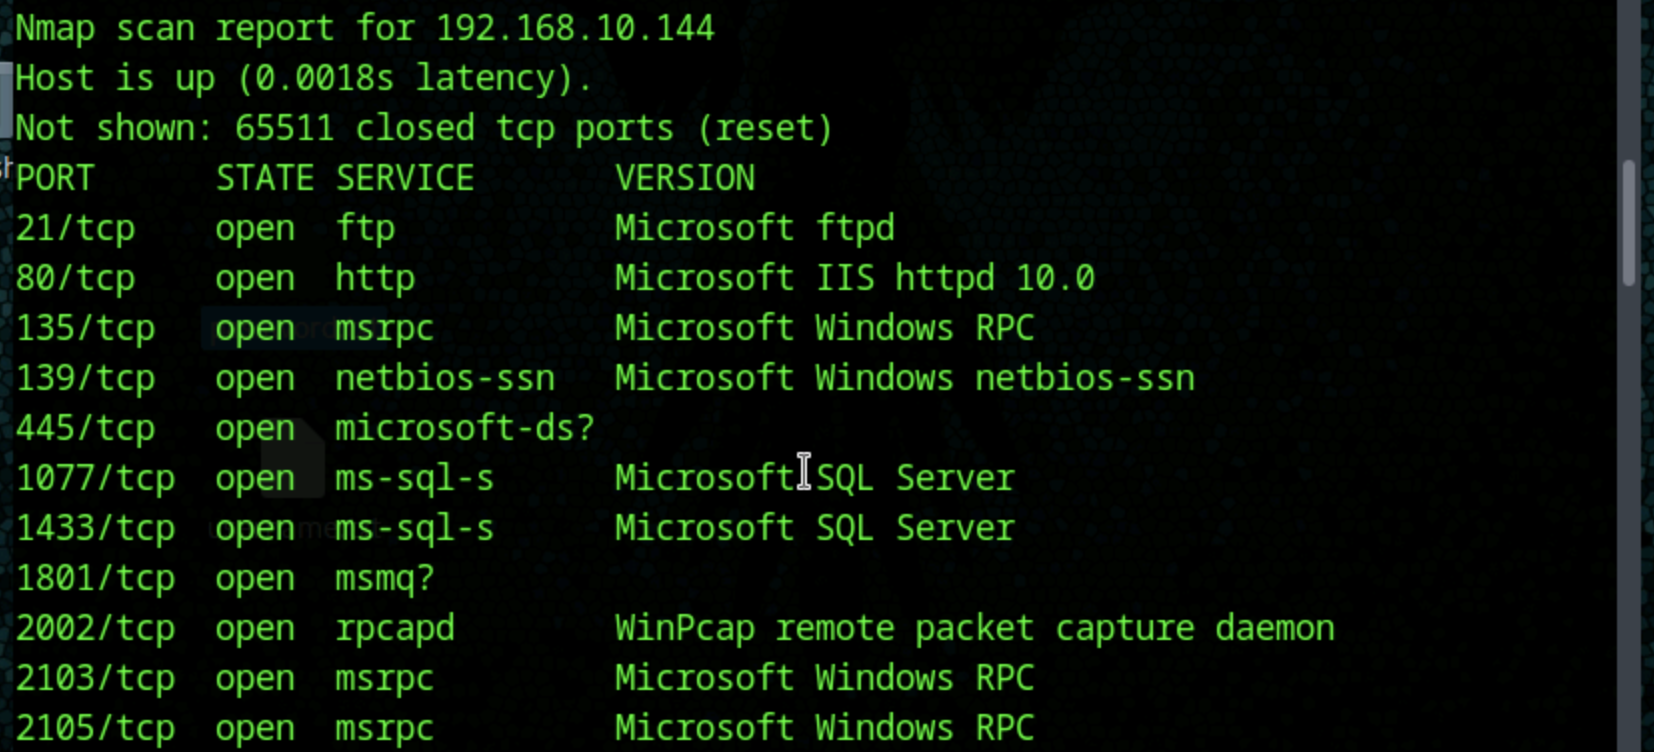 Nmap scan report for 192.168.10.144
Host is up (0.0018s latency).
Not shown: 65511 closed tcp ports (reset)
PORT STATE SERVICE VERSION
21/tcp open ftp Microsoft ftpd
80/tcp open http Microsoft IIS httpd 10.0
135/tcp open msrpc Microsoft Windows RPC
139/tcp open netbios-ssn Microsoft Windows netbios-ssn
445/tcp open microsoft-ds?
1077/tcp open ms-sql-s Microsoft SQL Server
1433/tcp open ms-sql-s Microsoft SQL Server
1801/tcp open msmq?
2002/tcp open rpcapd WinPcap remote packet capture daemon
2103/tcp open msrpc Microsoft Windows RPC
2105/tcp open msrpc Microsoft Windows RPC